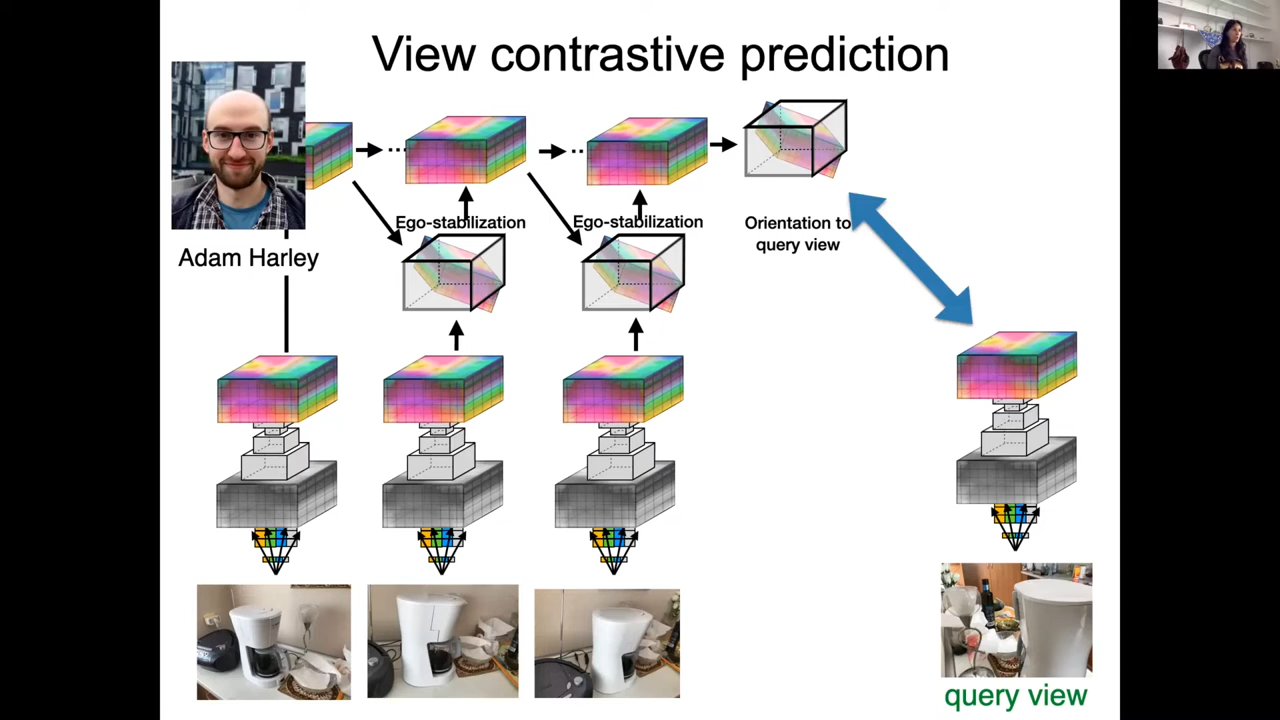 View contrastive prediction
Adam Harley
Ego-stabilization
Ego-stabilization
Orientation to
query view
query view